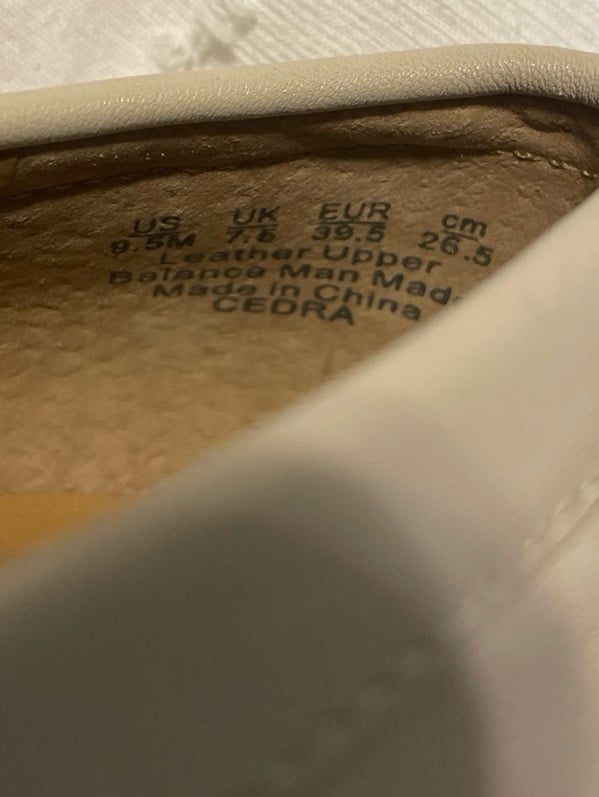 US UK EUR cm
9.5M 7.5 39.5 26.5
Leather Upper
Balance Man Made
Made in China
CEDRA